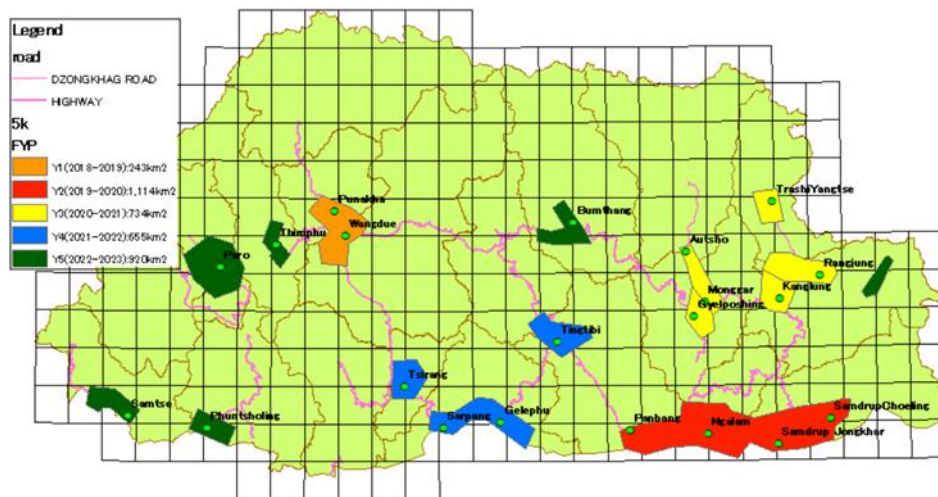 Legend
road
DZONGKHAG ROAD
HIGHWAY
5k
FYP
Y1(2018-2019):243km2
Y2(2019-2020):1,114km2
Y3(2020-2021):734km2
Y4(2021-2022):655km2
Y5(2022-2023):920km2
Punakha
Wangdue
Thimphu
Paro
Bumthang
TrashiYangtse
Autsho
Ranjung
Kanglung
Monggar
Gyelposhing
Tingtibi
Tsirang
Samtse
Phuntsholing
Sarpang
Gelephu
Panbang
Nganlam
SamdrupChoeling
Samdrup Jongkhar